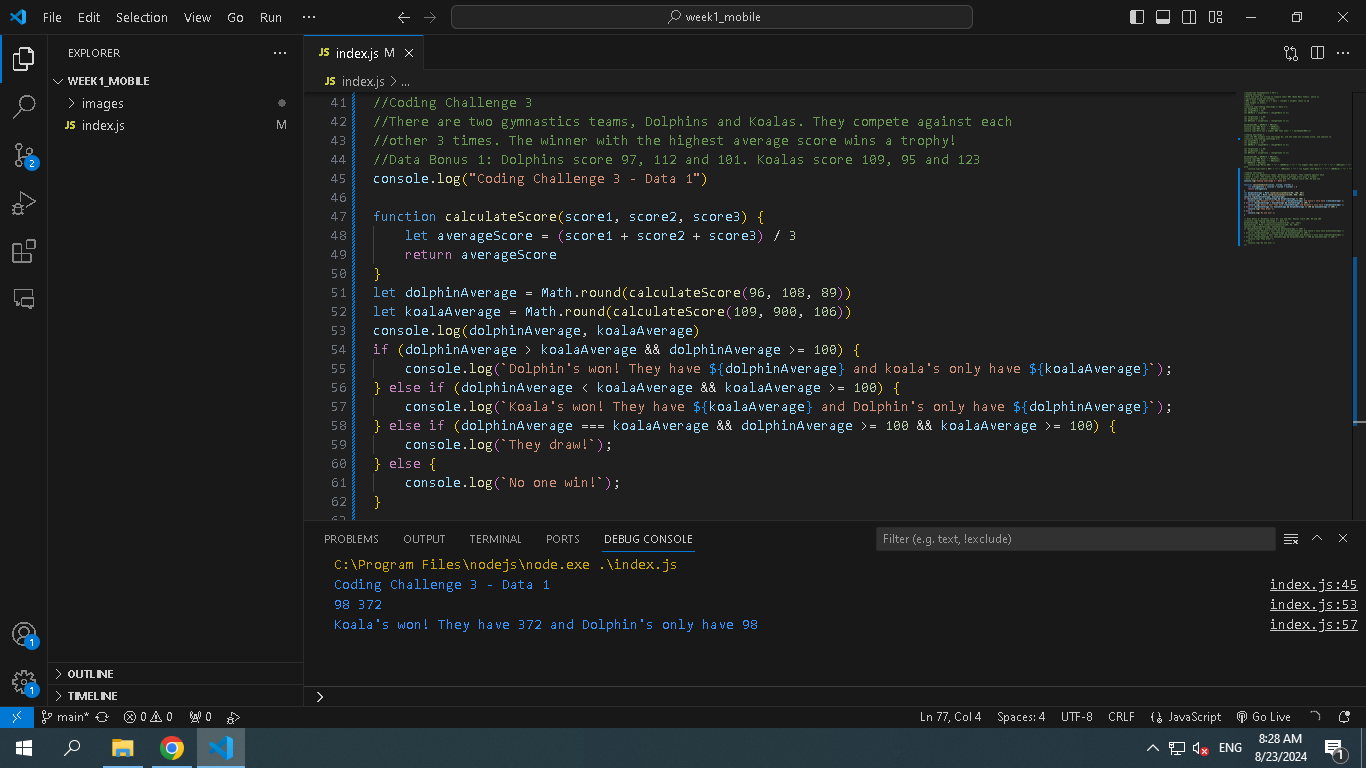 File Edit Selection View Go Run ··· week1_mobile
EXPLORER ···
WEEK1_MOBILE
images
JS index.js M
JS index.js M
JS index.js > ...
41 //Coding Challenge 3
42 //There are two gymnastics teams, Dolphins and Koalas. They compete against each
43 //other 3 times. The winner with the highest average score wins a trophy!
44 //Data Bonus 1: Dolphins score 97, 112 and 101. Koalas score 109, 95 and 123
45 console.log("Coding Challenge 3 - Data 1")
46
47 function calculateScore(score1, score2, score3) {
48 let averageScore = (score1 + score2 + score3) / 3
49 return averageScore
50 }
51 let dolphinAverage = Math.round(calculateScore(96, 108, 89))
52 let koalaAverage = Math.round(calculateScore(109, 900, 106))
53 console.log(dolphinAverage, koalaAverage)
54 if (dolphinAverage > koalaAverage && dolphinAverage >= 100) {
55 console.log(`Dolphin's won! They have ${dolphinAverage} and koala's only have ${koalaAverage}`);
56 } else if (dolphinAverage < koalaAverage && koalaAverage >= 100) {
57 console.log(`Koala's won! They have ${koalaAverage} and Dolphin's only have ${dolphinAverage}`);
58 } else if (dolphinAverage === koalaAverage && dolphinAverage >= 100 && koalaAverage >= 100) {
59 console.log(`They draw!`);
60 } else {
61 console.log(`No one win!`);
62 }
63
PROBLEMS OUTPUT TERMINAL PORTS DEBUG CONSOLE Filter (e.g. text, !exclude)
C:\Program Files\nodejs\node.exe .\index.js
Coding Challenge 3 - Data 1 index.js:45
98 372 index.js:53
Koala's won! They have 372 and Dolphin's only have 98 index.js:57
>
2
1
1
OUTLINE
TIMELINE
main* 0 0 0 Ln 77, Col 4 Spaces: 4 UTF-8 CRLF JavaScript Go Live
ENG 8:28 AM
8/23/2024
1